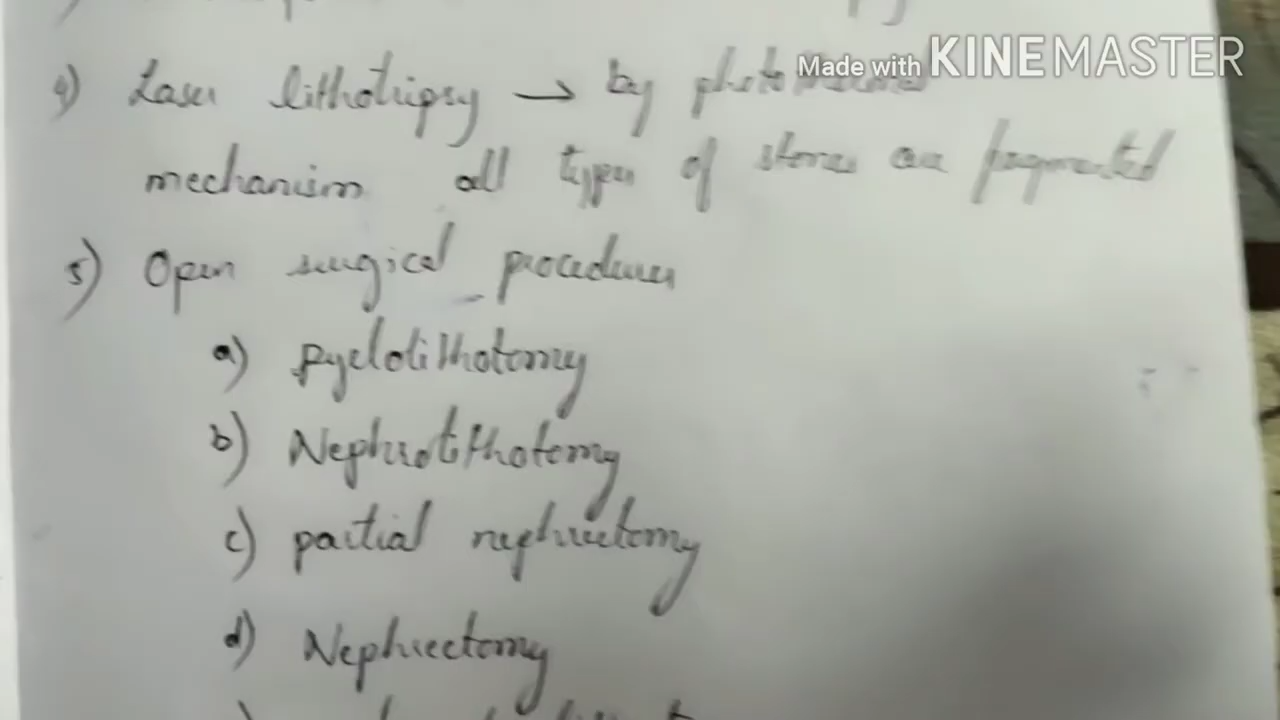 Made with KINEMASTER
4) Laser lithotripsy → by photothermal
mechanism all types of stones are fragmented
5) Open surgical procedures
a) pyelolithotomy
b) Nephrolithotomy
c) partial nephrectomy
d) Nephrectomy